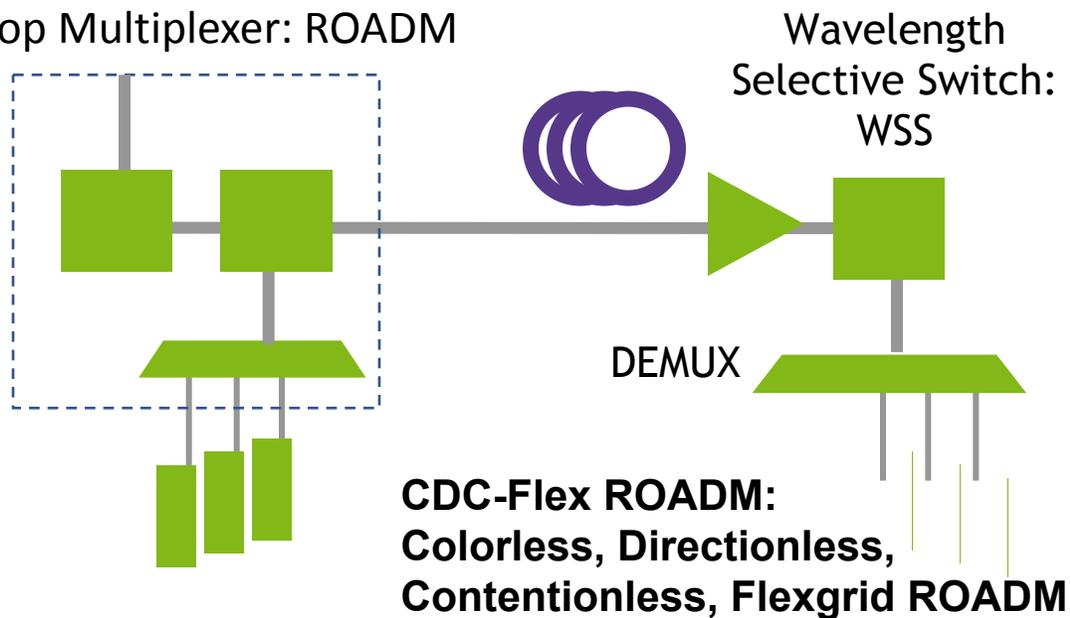 op Multiplexer: ROADM
Wavelength
Selective Switch:
WSS
DEMUX
CDC-Flex ROADM:
Colorless, Directionless,
Contentionless, Flexgrid ROADM